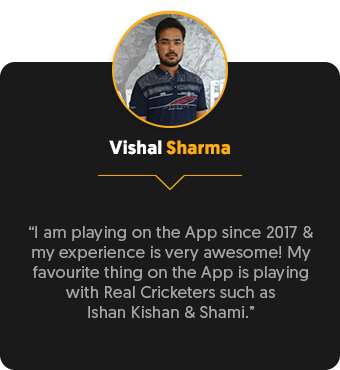 Vishal Sharma
“I am playing on the App since 2017 &
my experience is very awesome! My
favourite thing on the App is playing
with Real Cricketers such as
Ishan Kishan & Shami.”